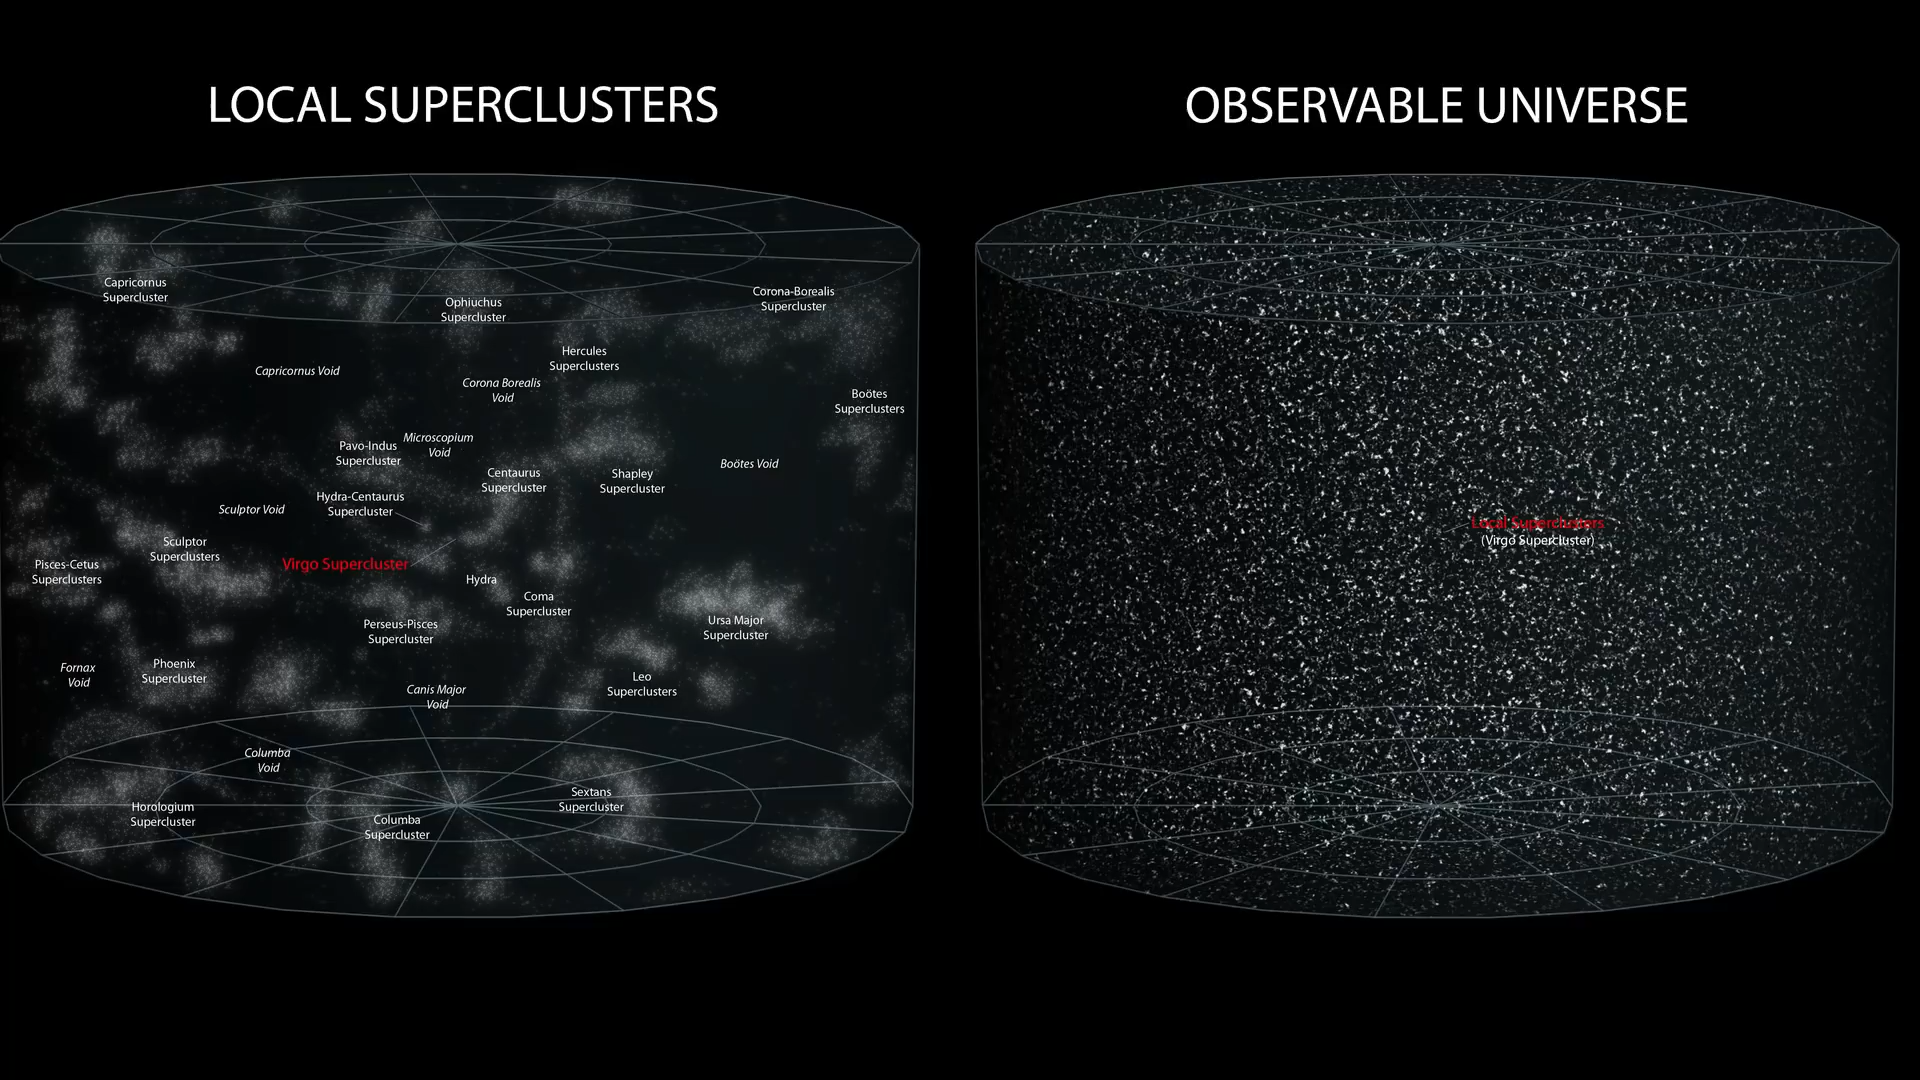 LOCAL SUPERCLUSTERS
OBSERVABLE UNIVERSE
Capricornus
Supercluster
Ophiuchus
Supercluster
Corona-Borealis
Supercluster
Hercules
Superclusters
Capricornus Void
Corona Borealis
Void
Boötes
Superclusters
Pavo-Indus
Supercluster
Microscopium
Void
Centaurus
Supercluster
Shapley
Supercluster
Boötes Void
Hydra-Centaurus
Supercluster
Sculptor Void
Sculptor
Superclusters
Pisces-Cetus
Superclusters
Virgo Supercluster
Hydra
Coma
Supercluster
Perseus-Pisces
Supercluster
Ursa Major
Supercluster
Fornax
Void
Phoenix
Supercluster
Canis Major
Void
Leo
Superclusters
Columba
Void
Horologium
Supercluster
Columba
Supercluster
Sextans
Supercluster
Local Superclusters
(Virgo Supercluster)